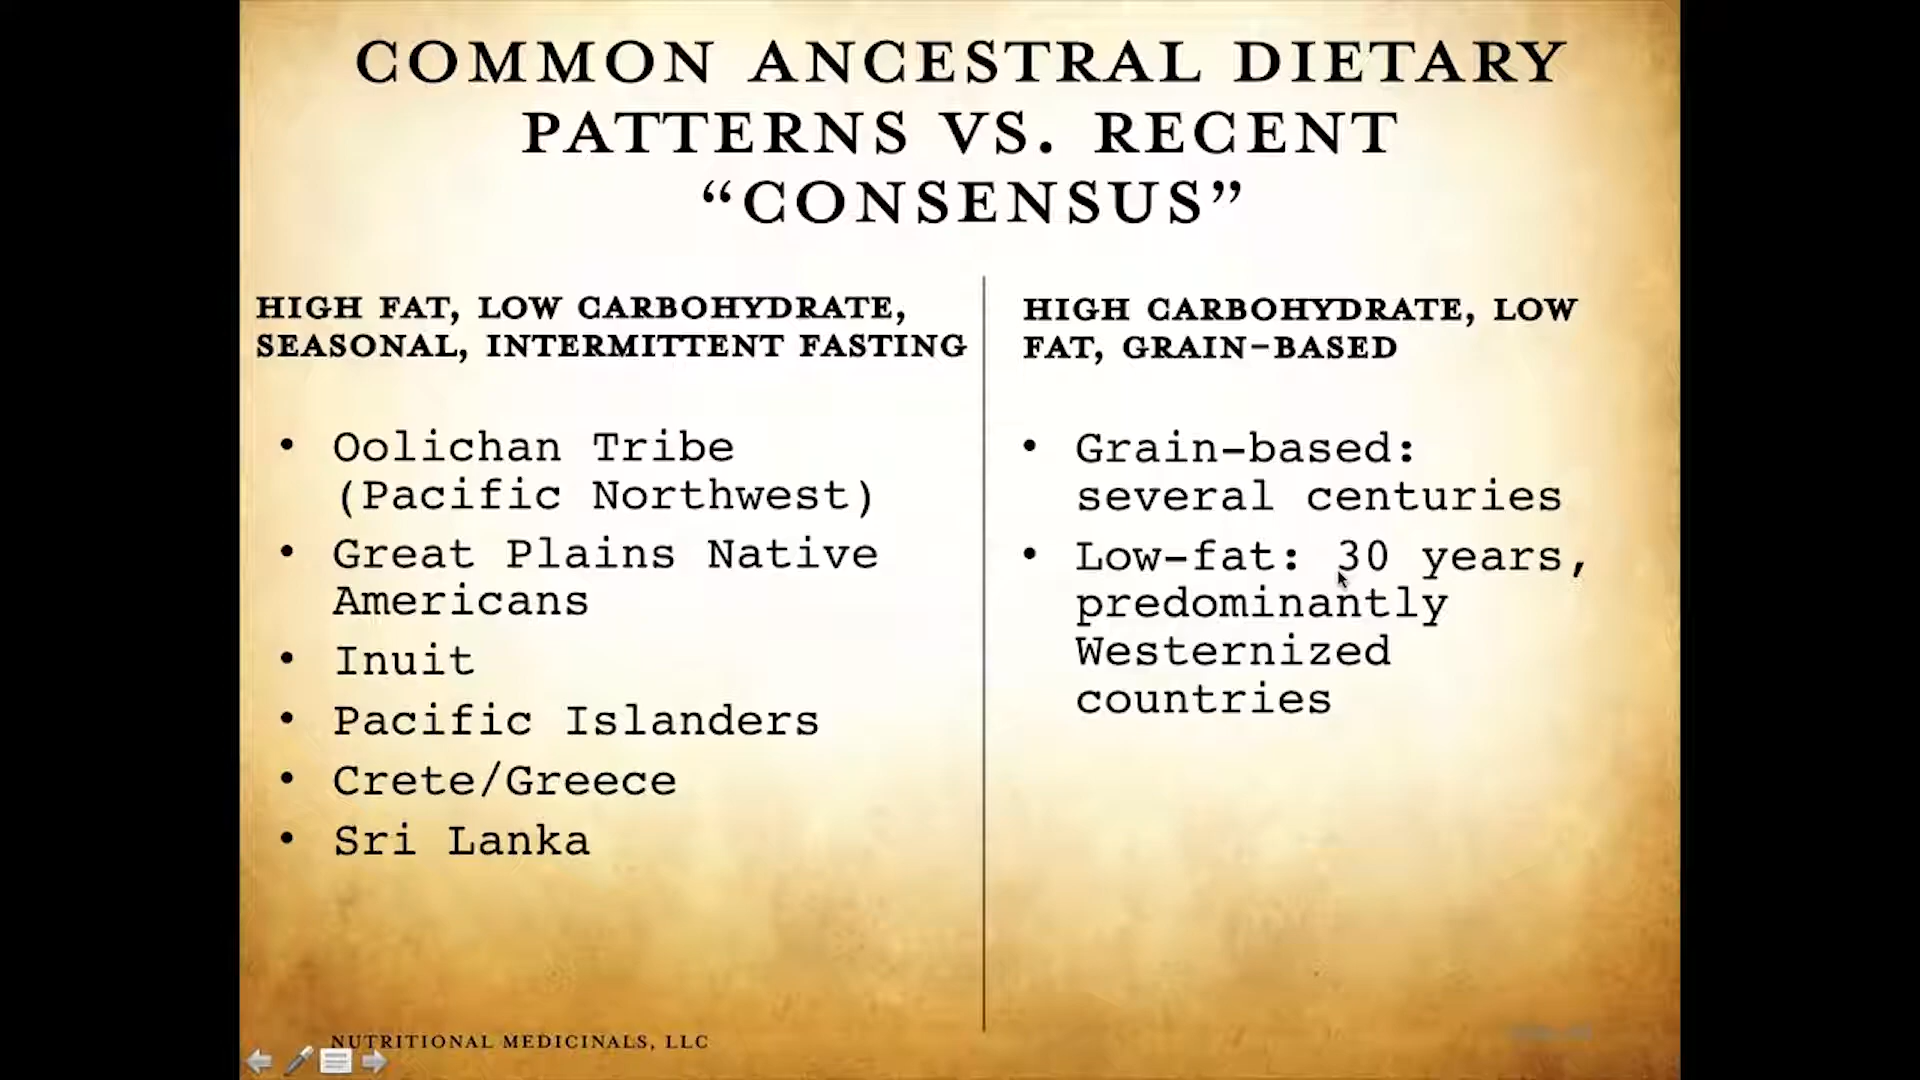 COMMON ANCESTRAL DIETARY
PATTERNS VS. RECENT
“CONSENSUS”
HIGH FAT, LOW CARBOHYDRATE,
SEASONAL, INTERMITTENT FASTING
• Oolichan Tribe
(Pacific Northwest)
• Great Plains Native
Americans
• Inuit
• Pacific Islanders
• Crete/Greece
• Sri Lanka
HIGH CARBOHYDRATE, LOW
FAT, GRAIN-BASED
• Grain-based:
several centuries
• Low-fat: 30 years,
predominantly
Westernized
countries
NUTRITIONAL MEDICINALS, LLC